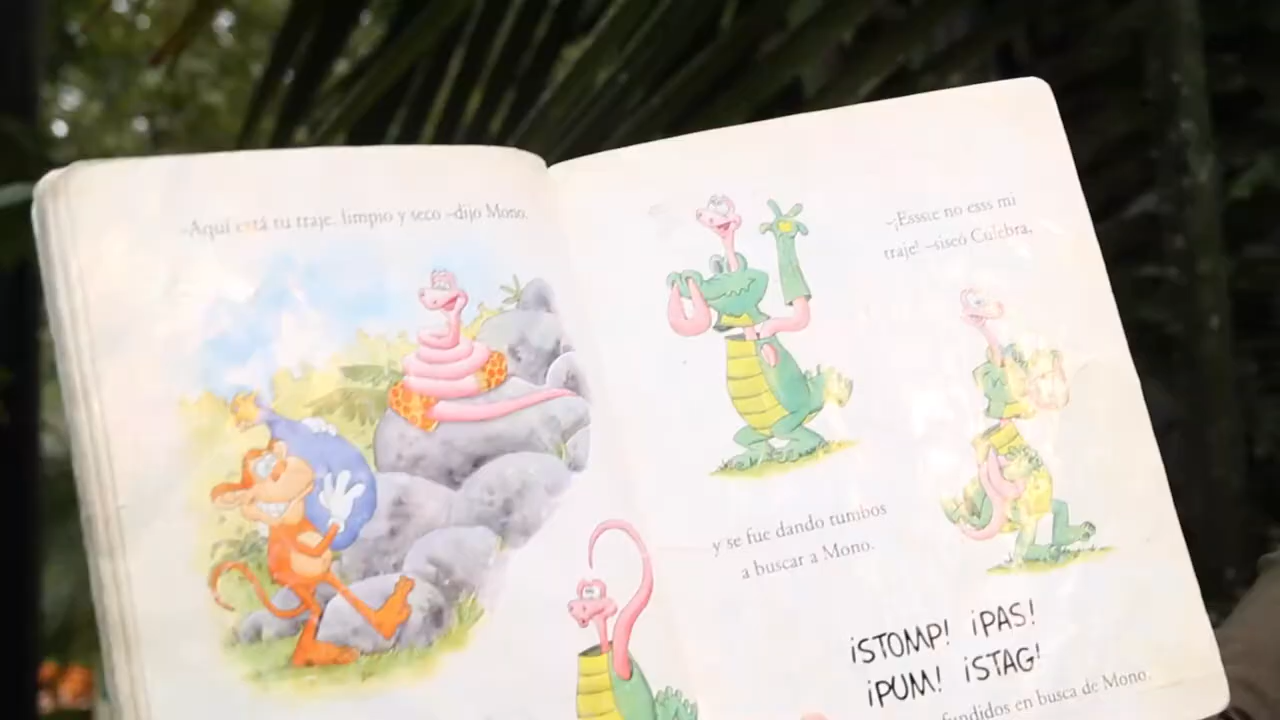 –Aquí está tu traje, limpio y seco –dijo Mono.
–¡Esssте no esss mi
traje! –siseó Culebra,
y se fue dando tumbos
a buscar a Mono.
¡STOMP! ¡PAS!
¡PUM! ¡STAG!
fundidos en busca de Mono.